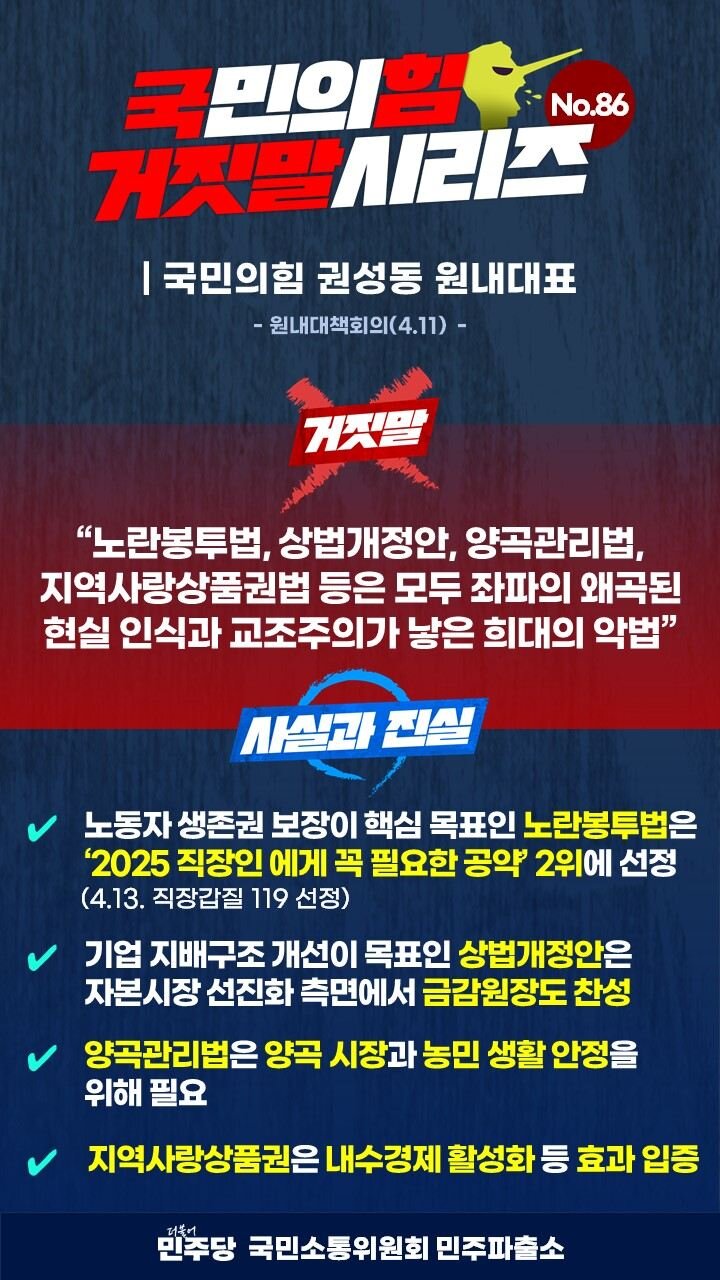 국민의힘
No.86
거짓말시리즈
| 국민의힘 권성동 원내대표
- 원내대책회의(4.11) -
거짓말
“노란봉투법, 상법개정안, 양곡관리법,
지역사랑상품권법 등은 모두 좌파의 왜곡된
현실 인식과 교조주의가 낳은 희대의 악법”
사실과 진실
✔ 노동자 생존권 보장이 핵심 목표인 노란봉투법은
‘2025 직장인 에게 꼭 필요한 공약’ 2위에 선정
(4.13. 직장갑질 119 선정)
✔ 기업 지배구조 개선이 목표인 상법개정안은
자본시장 선진화 측면에서 금감원장도 찬성
✔ 양곡관리법은 양곡 시장과 농민 생활 안정을
위해 필요
✔ 지역사랑상품권은 내수경제 활성화 등 효과 입증
더불어
민주당 국민소통위원회 민주파출소